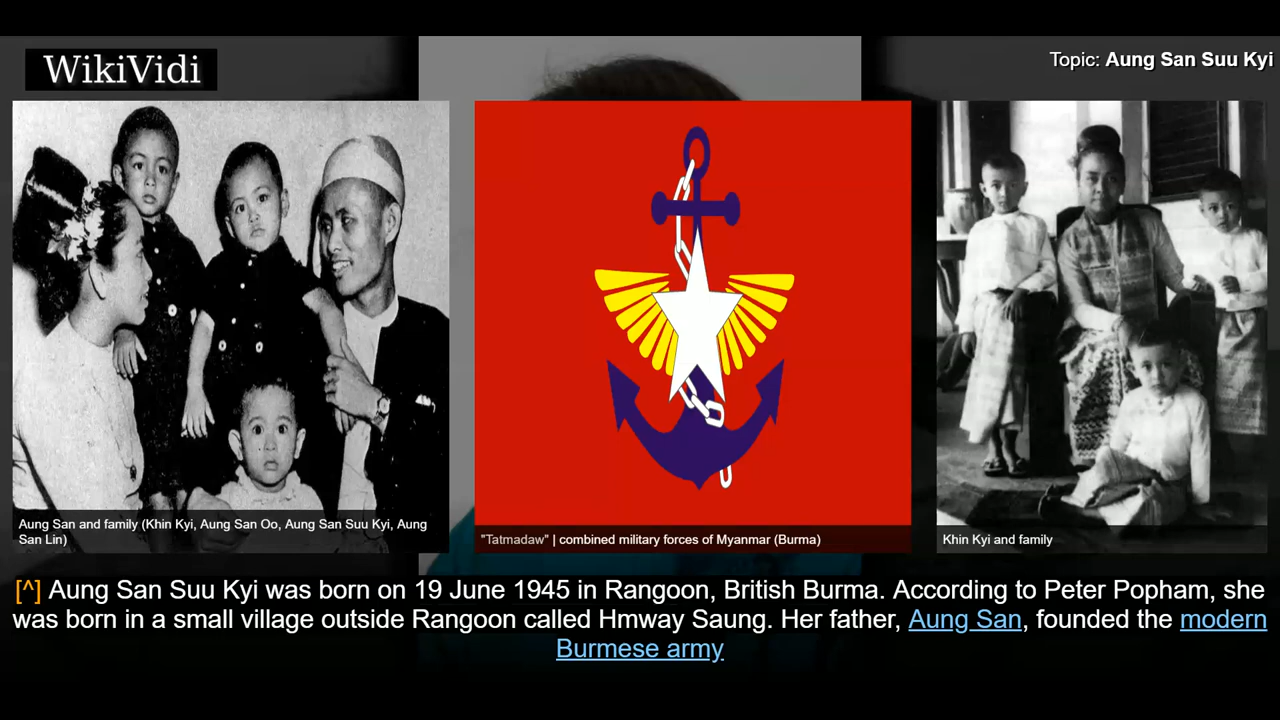 WikiVidi
Topic: Aung San Suu Kyi
Aung San and family (Khin Kyi, Aung San Oo, Aung San Suu Kyi, Aung
San Lin)
"Tatmadaw" | combined military forces of Myanmar (Burma)
Khin Kyi and family
[^] Aung San Suu Kyi was born on 19 June 1945 in Rangoon, British Burma. According to Peter Popham, she
was born in a small village outside Rangoon called Hmway Saung. Her father, Aung San, founded the modern
Burmese army